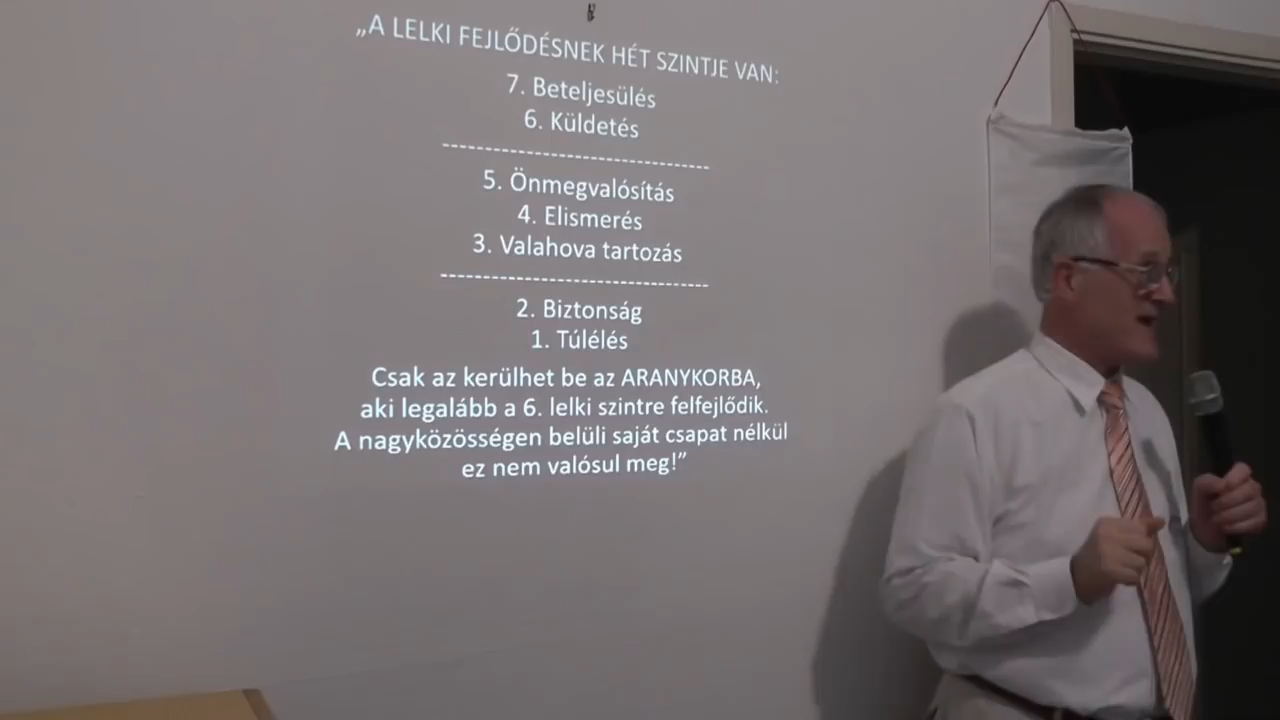 „A LELKI FEJLŐDÉSNEK HÉT SZINTJE VAN:
7. Beteljesülés
6. Küldetés
--------------------------------
5. Önmegvalósítás
4. Elismerés
3. Valahova tartozás
--------------------------------
2. Biztonság
1. Túlélés
Csak az kerülhet be az ARANYKORBA,
aki legalább a 6. lelki szintre felfejlődik.
A nagyközösségen belüli saját csapat nélkül
ez nem valósul meg!”